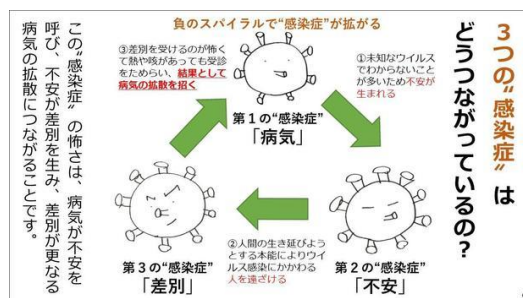 3つの“感染症”は
どうつながっているの？
負のスパイラルで“感染症”が拡がる
①未知なウイルス
でわからないこと
が多いため不安が
生まれる
第1の“感染症”
「病気」
②人間の生き延びよう
とする本能によりウ
イルス感染にかかわる
人を遠ざける
第2の“感染症”
「不安」
③差別を受けるのが怖く
て熱や咳があっても受診
をためらい、結果として
病気の拡散を招く
第3の“感染症”
「差別」
この“感染症”の怖さは、病気が不安を
呼び、不安が差別を生み、差別が更なる
病気の拡散につながることです。